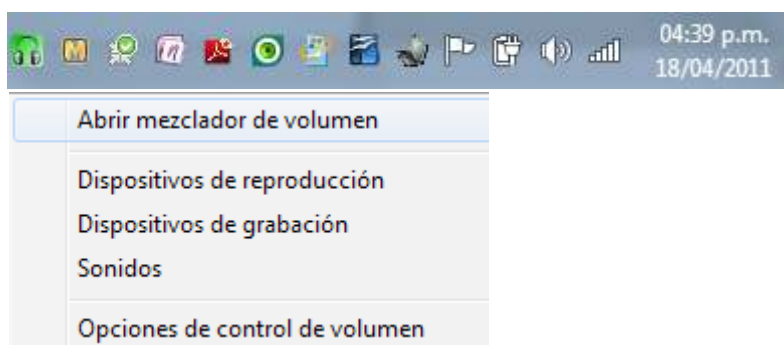 04:39 p.m.
18/04/2011
Abrir mezclador de volumen
Dispositivos de reproducción
Dispositivos de grabación
Sonidos
Opciones de control de volumen